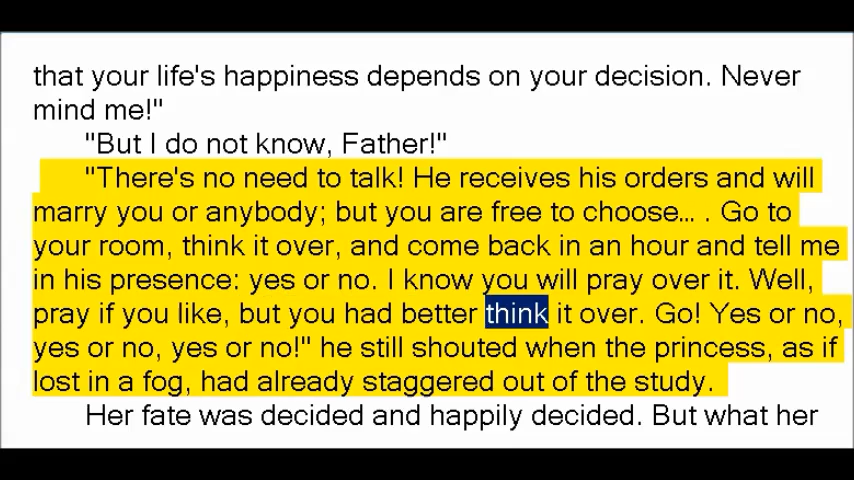 that your life's happiness depends on your decision. Never
mind me!"
"But I do not know, Father!"
"There's no need to talk! He receives his orders and will
marry you or anybody; but you are free to choose... . Go to
your room, think it over, and come back in an hour and tell me
in his presence: yes or no. I know you will pray over it. Well,
pray if you like, but you had better think it over. Go! Yes or no,
yes or no, yes or no!" he still shouted when the princess, as if
lost in a fog, had already staggered out of the study.
Her fate was decided and happily decided. But what her